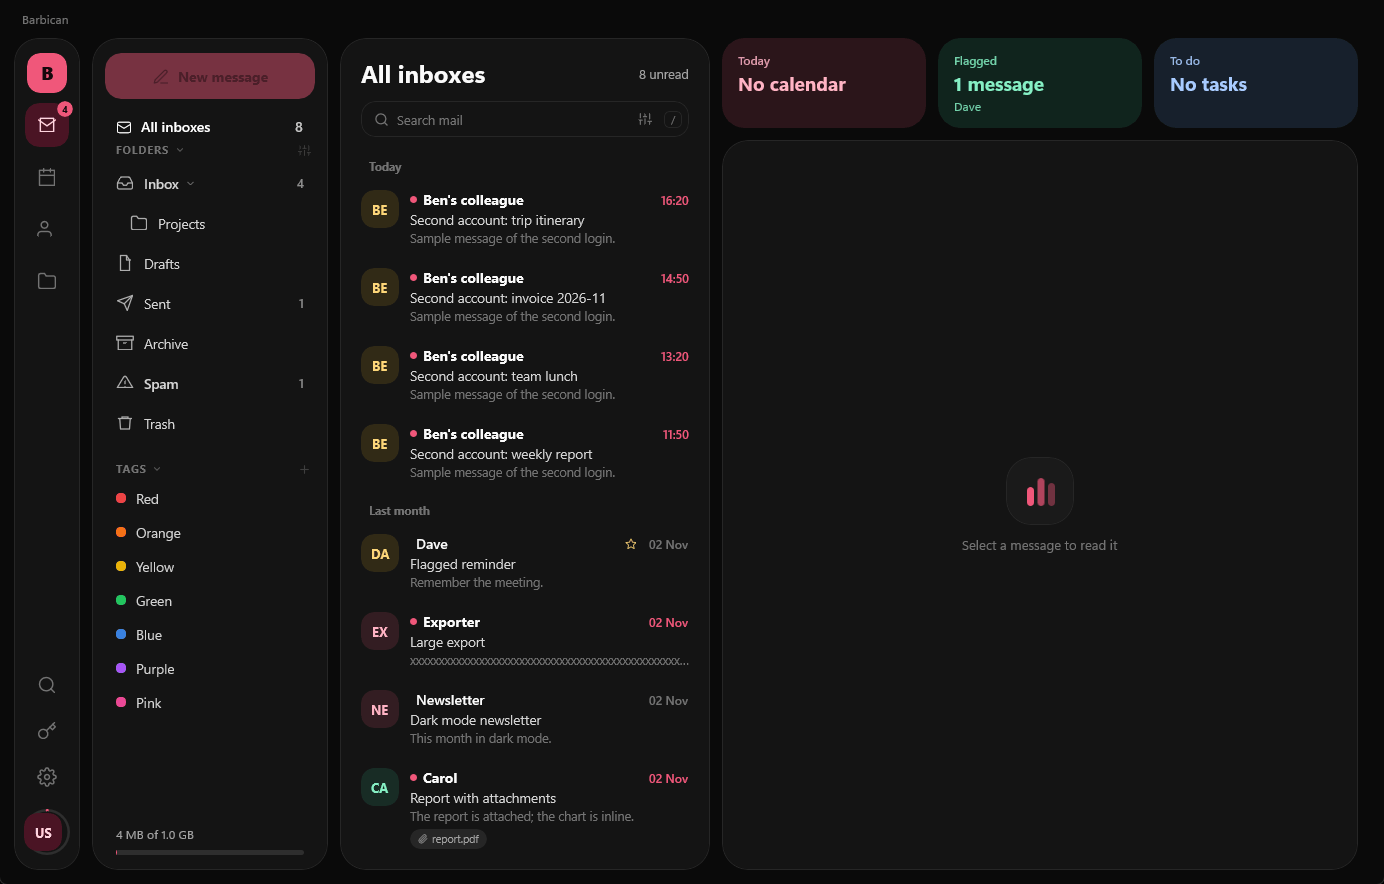 Barbican
B
4
New message
All inboxes 8
FOLDERS
Inbox 4
Projects
Drafts
Sent 1
Archive
Spam 1
Trash
TAGS
Red
Orange
Yellow
Green
Blue
Purple
Pink
US
4 MB of 1.0 GB
All inboxes 8 unread
Search mail /
Today
BE Ben's colleague 16:20
Second account: trip itinerary
Sample message of the second login.
BE Ben's colleague 14:50
Second account: invoice 2026-11
Sample message of the second login.
BE Ben's colleague 13:20
Second account: team lunch
Sample message of the second login.
BE Ben's colleague 11:50
Second account: weekly report
Sample message of the second login.
Last month
DA Dave 02 Nov
Flagged reminder
Remember the meeting.
EX Exporter 02 Nov
Large export
NE Newsletter 02 Nov
Dark mode newsletter
This month in dark mode.
CA Carol 02 Nov
Report with attachments
The report is attached; the chart is inline.
report.pdf
Today
No calendar
Flagged
1 message
Dave
To do
No tasks
Select a message to read it